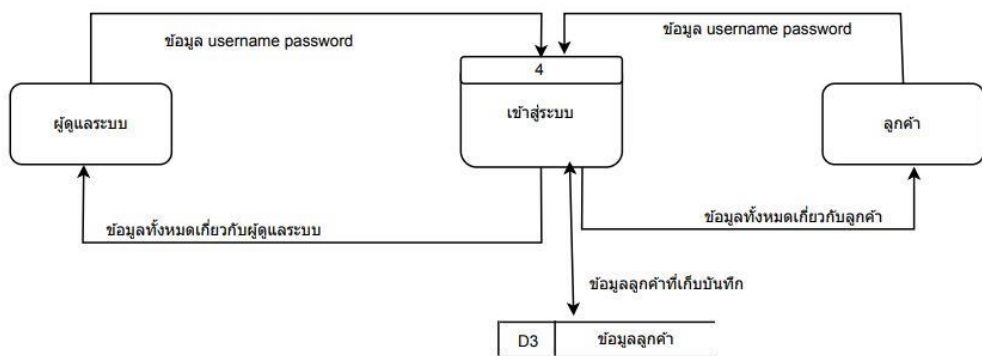 ข้อมูล username password
ข้อมูล username password
4
ผู้ดูแลระบบ
เข้าสู่ระบบ
ลูกค้า
ข้อมูลทั้งหมดเกี่ยวกับผู้ดูแลระบบ
ข้อมูลทั้งหมดเกี่ยวกับลูกค้า
ข้อมูลลูกค้าที่เก็บบันทึก
D3 ข้อมูลลูกค้า